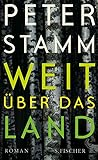 PETER
STAMM
WEIT
ÜBER DAS
LAND
ROMAN
S. FISCHER